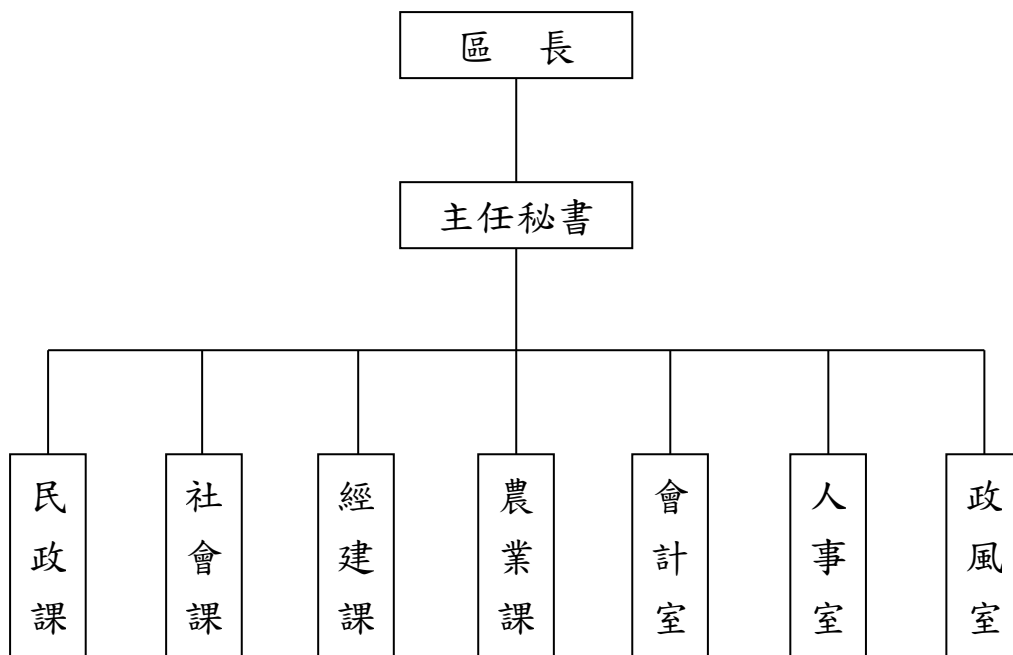 區 長
主任秘書
民政課
社會課
經建課
農業課
會計室
人事室
政風室